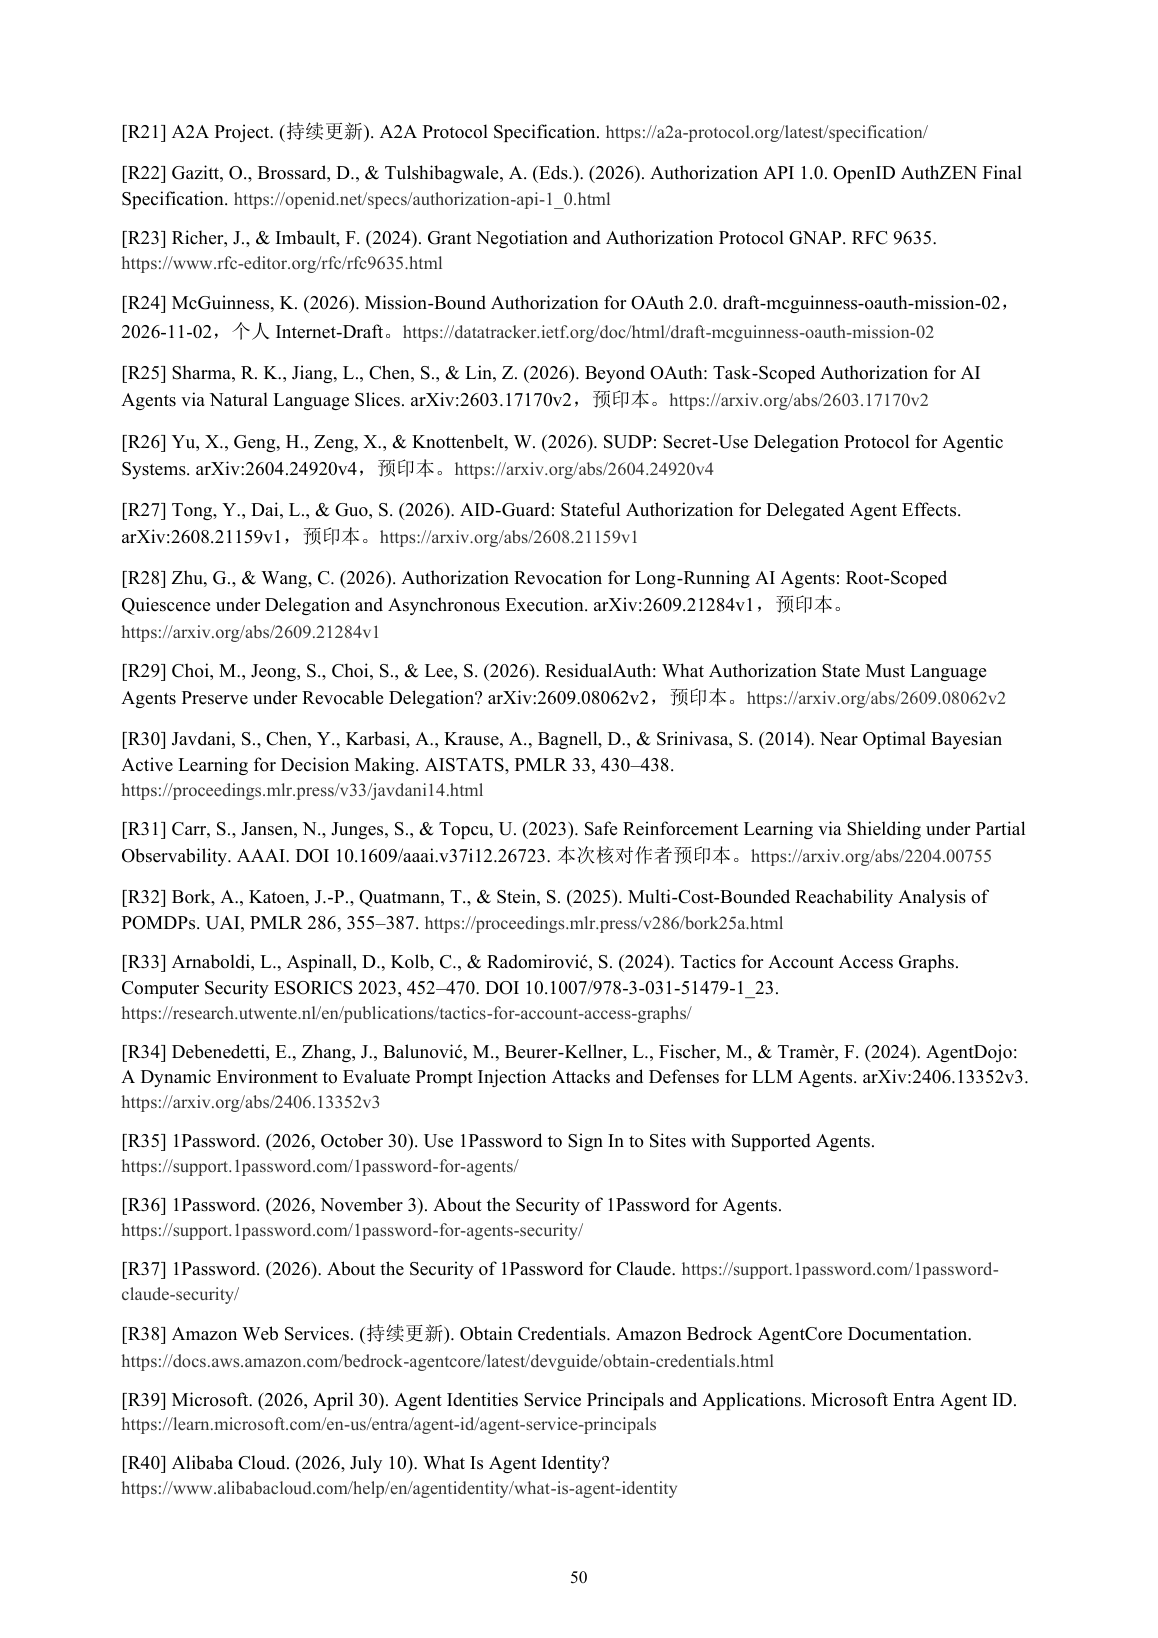 [R21] A2A Project. (持续更新). A2A Protocol Specification. https://a2a-protocol.org/latest/specification/
[R22] Gazitt, O., Brossard, D., & Tulshibagwale, A. (Eds.). (2026). Authorization API 1.0. OpenID AuthZEN Final
Specification. https://openid.net/specs/authorization-api-1_0.html
[R23] Richer, J., & Imbault, F. (2024). Grant Negotiation and Authorization Protocol GNAP. RFC 9635.
https://www.rfc-editor.org/rfc/rfc9635.html
[R24] McGuinness, K. (2026). Mission-Bound Authorization for OAuth 2.0. draft-mcguinness-oauth-mission-02，
2026-11-02，个人 Internet-Draft。https://datatracker.ietf.org/doc/html/draft-mcguinness-oauth-mission-02
[R25] Sharma, R. K., Jiang, L., Chen, S., & Lin, Z. (2026). Beyond OAuth: Task-Scoped Authorization for AI
Agents via Natural Language Slices. arXiv:2603.17170v2，预印本。https://arxiv.org/abs/2603.17170v2
[R26] Yu, X., Geng, H., Zeng, X., & Knottenbelt, W. (2026). SUDP: Secret-Use Delegation Protocol for Agentic
Systems. arXiv:2604.24920v4，预印本。https://arxiv.org/abs/2604.24920v4
[R27] Tong, Y., Dai, L., & Guo, S. (2026). AID-Guard: Stateful Authorization for Delegated Agent Effects.
arXiv:2608.21159v1，预印本。https://arxiv.org/abs/2608.21159v1
[R28] Zhu, G., & Wang, C. (2026). Authorization Revocation for Long-Running AI Agents: Root-Scoped
Quiescence under Delegation and Asynchronous Execution. arXiv:2609.21284v1，预印本。
https://arxiv.org/abs/2609.21284v1
[R29] Choi, M., Jeong, S., Choi, S., & Lee, S. (2026). ResidualAuth: What Authorization State Must Language
Agents Preserve under Revocable Delegation? arXiv:2609.08062v2，预印本。https://arxiv.org/abs/2609.08062v2
[R30] Javdani, S., Chen, Y., Karbasi, A., Krause, A., Bagnell, D., & Srinivasa, S. (2014). Near Optimal Bayesian
Active Learning for Decision Making. AISTATS, PMLR 33, 430–438.
https://proceedings.mlr.press/v33/javdani14.html
[R31] Carr, S., Jansen, N., Junges, S., & Topcu, U. (2023). Safe Reinforcement Learning via Shielding under Partial
Observability. AAAI. DOI 10.1609/aaai.v37i12.26723. 本次核对作者预印本。https://arxiv.org/abs/2204.00755
[R32] Bork, A., Katoen, J.-P., Quatmann, T., & Stein, S. (2025). Multi-Cost-Bounded Reachability Analysis of
POMDPs. UAI, PMLR 286, 355–387. https://proceedings.mlr.press/v286/bork25a.html
[R33] Arnaboldi, L., Aspinall, D., Kolb, C., & Radomirović, S. (2024). Tactics for Account Access Graphs.
Computer Security ESORICS 2023, 452–470. DOI 10.1007/978-3-031-51479-1_23.
https://research.utwente.nl/en/publications/tactics-for-account-access-graphs/
[R34] Debenedetti, E., Zhang, J., Balunović, M., Beurer-Kellner, L., Fischer, M., & Tramèr, F. (2024). AgentDojo:
A Dynamic Environment to Evaluate Prompt Injection Attacks and Defenses for LLM Agents. arXiv:2406.13352v3.
https://arxiv.org/abs/2406.13352v3
[R35] 1Password. (2026, October 30). Use 1Password to Sign In to Sites with Supported Agents.
https://support.1password.com/1password-for-agents/
[R36] 1Password. (2026, November 3). About the Security of 1Password for Agents.
https://support.1password.com/1password-for-agents-security/
[R37] 1Password. (2026). About the Security of 1Password for Claude. https://support.1password.com/1password-
claude-security/
[R38] Amazon Web Services. (持续更新). Obtain Credentials. Amazon Bedrock AgentCore Documentation.
https://docs.aws.amazon.com/bedrock-agentcore/latest/devguide/obtain-credentials.html
[R39] Microsoft. (2026, April 30). Agent Identities Service Principals and Applications. Microsoft Entra Agent ID.
https://learn.microsoft.com/en-us/entra/agent-id/agent-service-principals
[R40] Alibaba Cloud. (2026, July 10). What Is Agent Identity?
https://www.alibabacloud.com/help/en/agentidentity/what-is-agent-identity
50